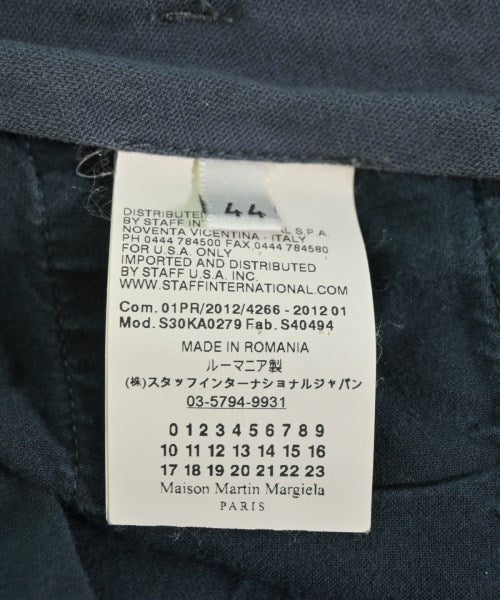 44
DISTRIBUTED
BY STAFF IN AL S.P.A.
NOVENTA VICENTINA - ITALY
PH 0444 784500 FAX 0444 784580
FOR U.S.A. ONLY
IMPORTED AND DISTRIBUTED
BY STAFF U.S.A. INC.
WWW.STAFFINTERNATIONAL.COM
Com. 01PR/2012/4266 - 2012 01
Mod. S30KA0279 Fab. S40494
MADE IN ROMANIA
ルーマニア製
(株)スタッフインターナショナルジャパン
03-5794-9931
0 1 2 3 4 5 6 7 8 9
10 11 12 13 14 15 16
17 18 19 20 21 22 23
Maison Martin Margiela
PARIS